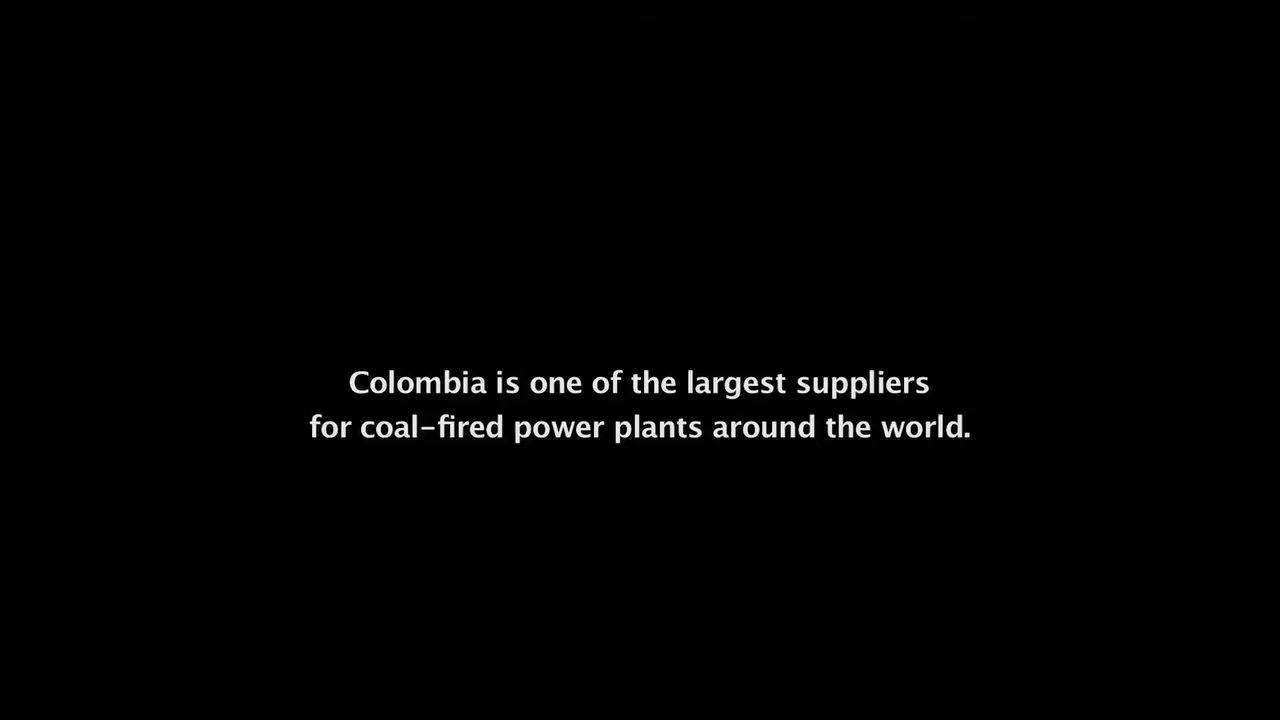 Colombia is one of the largest suppliers
for coal-fired power plants around the world.